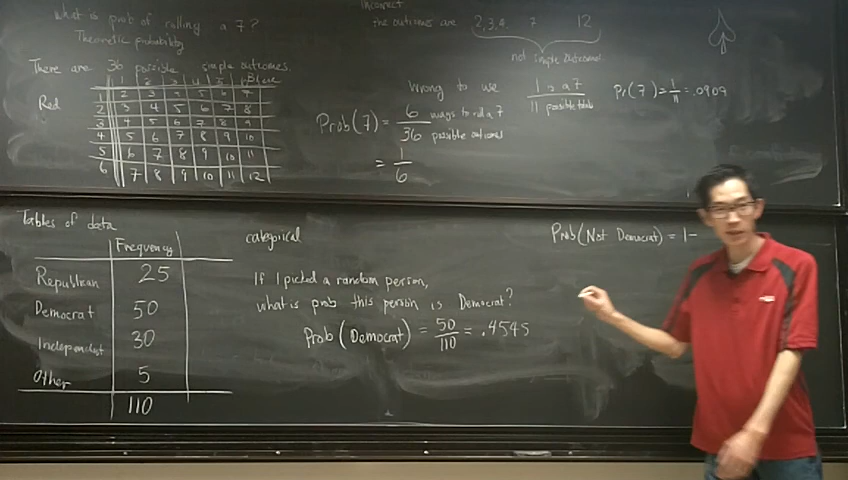 What is prob of rolling a 7?
Theoretic probability
There are 36 possible simple outcomes.
Incorrect
the outcomes are 2,3,4, 7 12
not simple outcomes
Blue
Red
1 2 3 4 5 6
1 2 3 4 5 6 7
2 3 4 5 6 7 8
3 4 5 6 7 8 9
4 5 6 7 8 9 10
5 6 7 8 9 10 11
6 7 8 9 10 11 12
Wrong to use
1 is a 7
11 possible totals
Pr(7)=1/11=.0909
Prob(7) = 6/36
ways to roll a 7
possible outcomes
= 1/6
Tables of data
Frequency
Republican 25
Democrat 50
Independent 30
Other 5
110
categorical
If I picked a random person,
what is prob this person is Democrat?
Prob(Democrat) = 50/110 = .4545
Prob(Not Democrat) = 1-